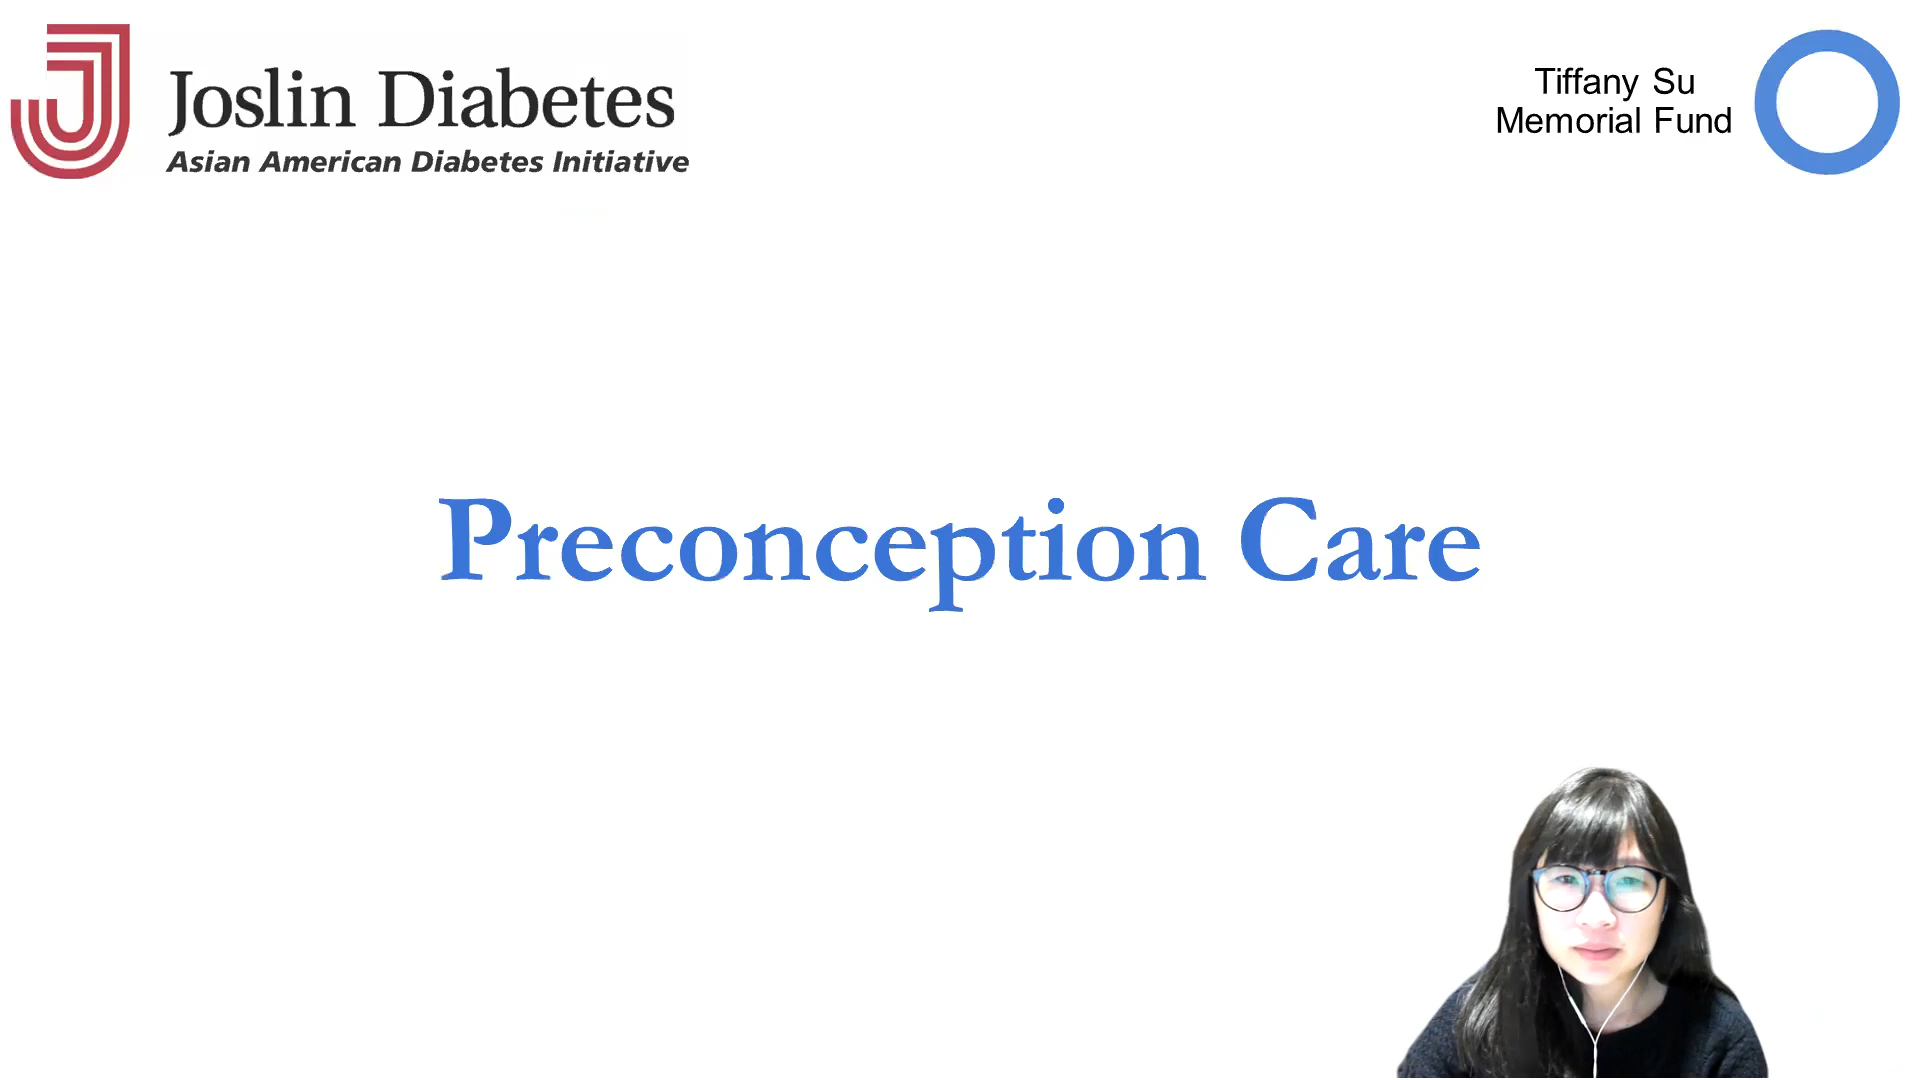 Joslin Diabetes
Asian American Diabetes Initiative
Tiffany Su
Memorial Fund
Preconception Care